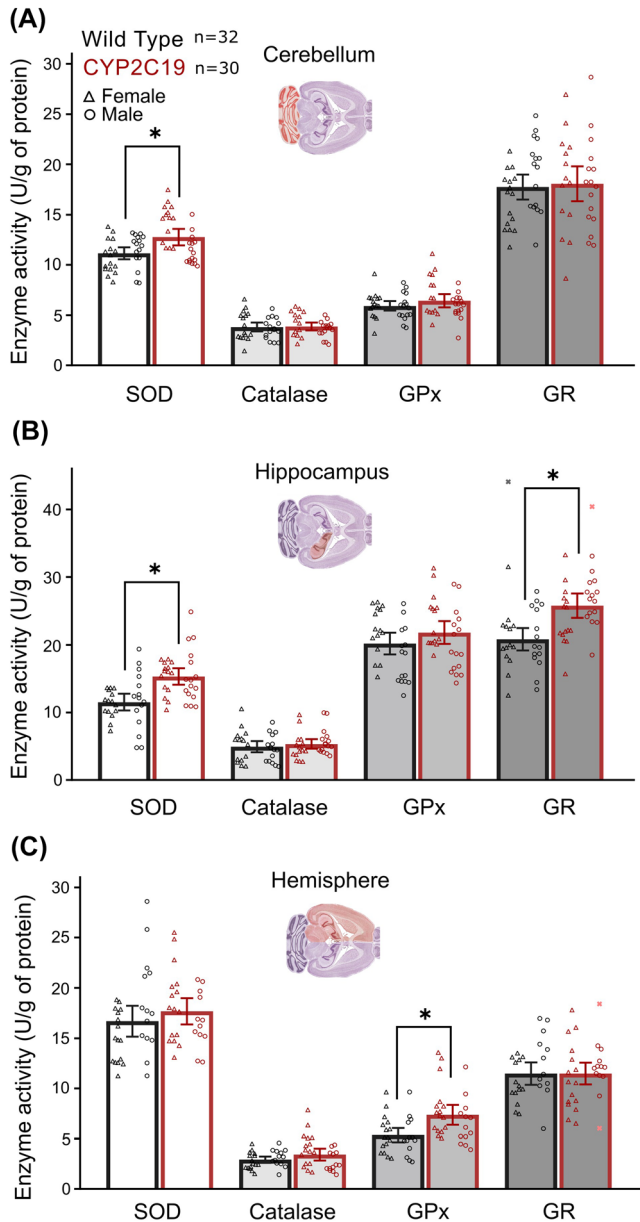 (A)
Wild Type n=32
CYP2C19 n=30
△ Female
○ Male
Cerebellum
Enzyme activity (U/g of protein)
30
25
20
15
10
5
0
*
SOD Catalase GPx GR
(B)
Hippocampus
Enzyme activity (U/g of protein)
40
30
20
10
0
*
*
SOD Catalase GPx GR
(C)
Hemisphere
Enzyme activity (U/g of protein)
30
25
20
15
10
5
0
*
SOD Catalase GPx GR